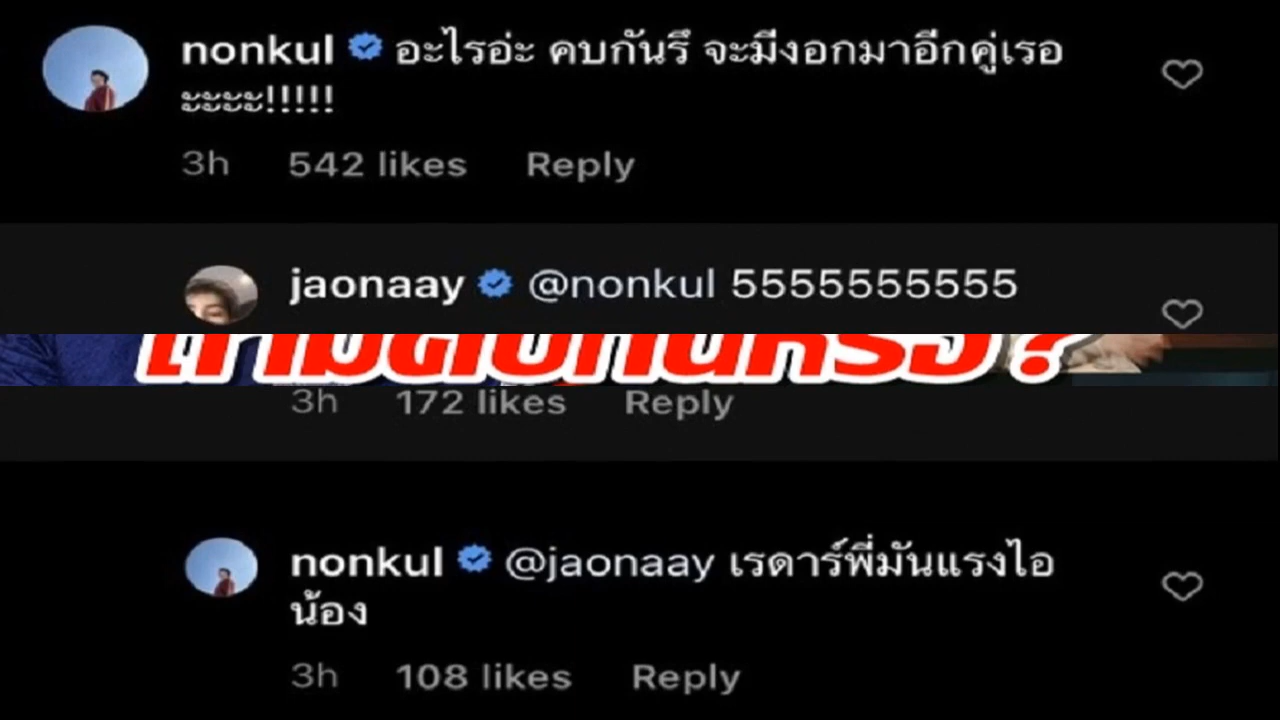 nonkul อะไรอ่ะ คบกันรึ จะมีงอกมาอีกคู่เรอ
ะะะะ!!!!!
3h 542 likes Reply
jaonaay @nonkul 5555555555
3h 172 likes Reply
nonkul @jaonaay เรดาร์พี่มันแรงไอ
น้อง
3h 108 likes Reply